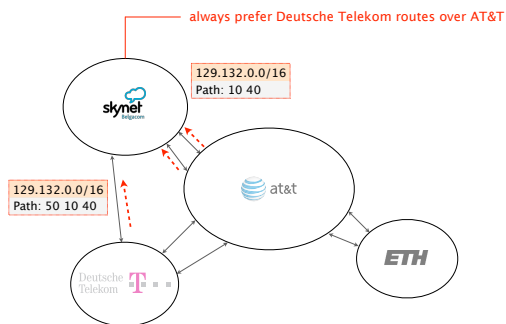 always prefer Deutsche Telekom routes over AT&T
129.132.0.0/16
Path: 10 40
skynet
Belgacom
at&t
129.132.0.0/16
Path: 50 10 40
ETH
Deutsche
Telekom
T